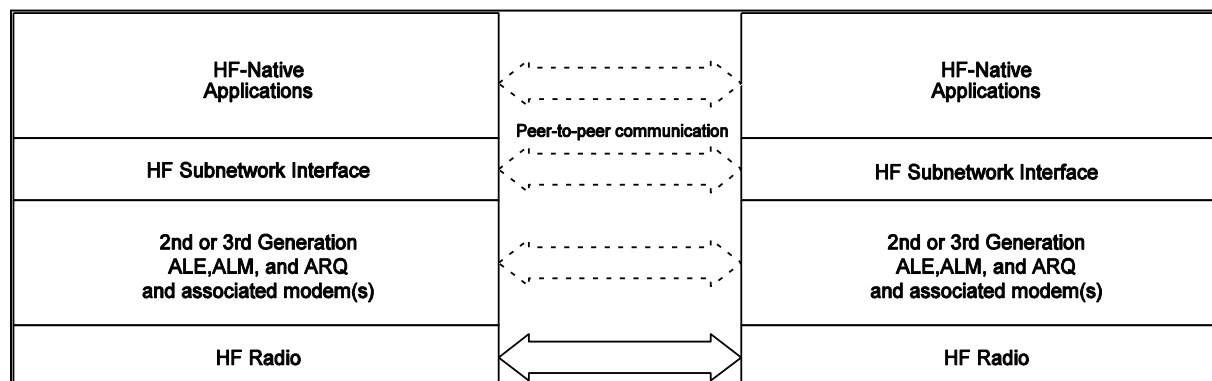 HF-Native
Applications
HF-Native
Applications
Peer-to-peer communication
HF Subnetwork Interface
HF Subnetwork Interface
2nd or 3rd Generation
ALE,ALM, and ARQ
and associated modem(s)
2nd or 3rd Generation
ALE,ALM, and ARQ
and associated modem(s)
HF Radio
HF Radio